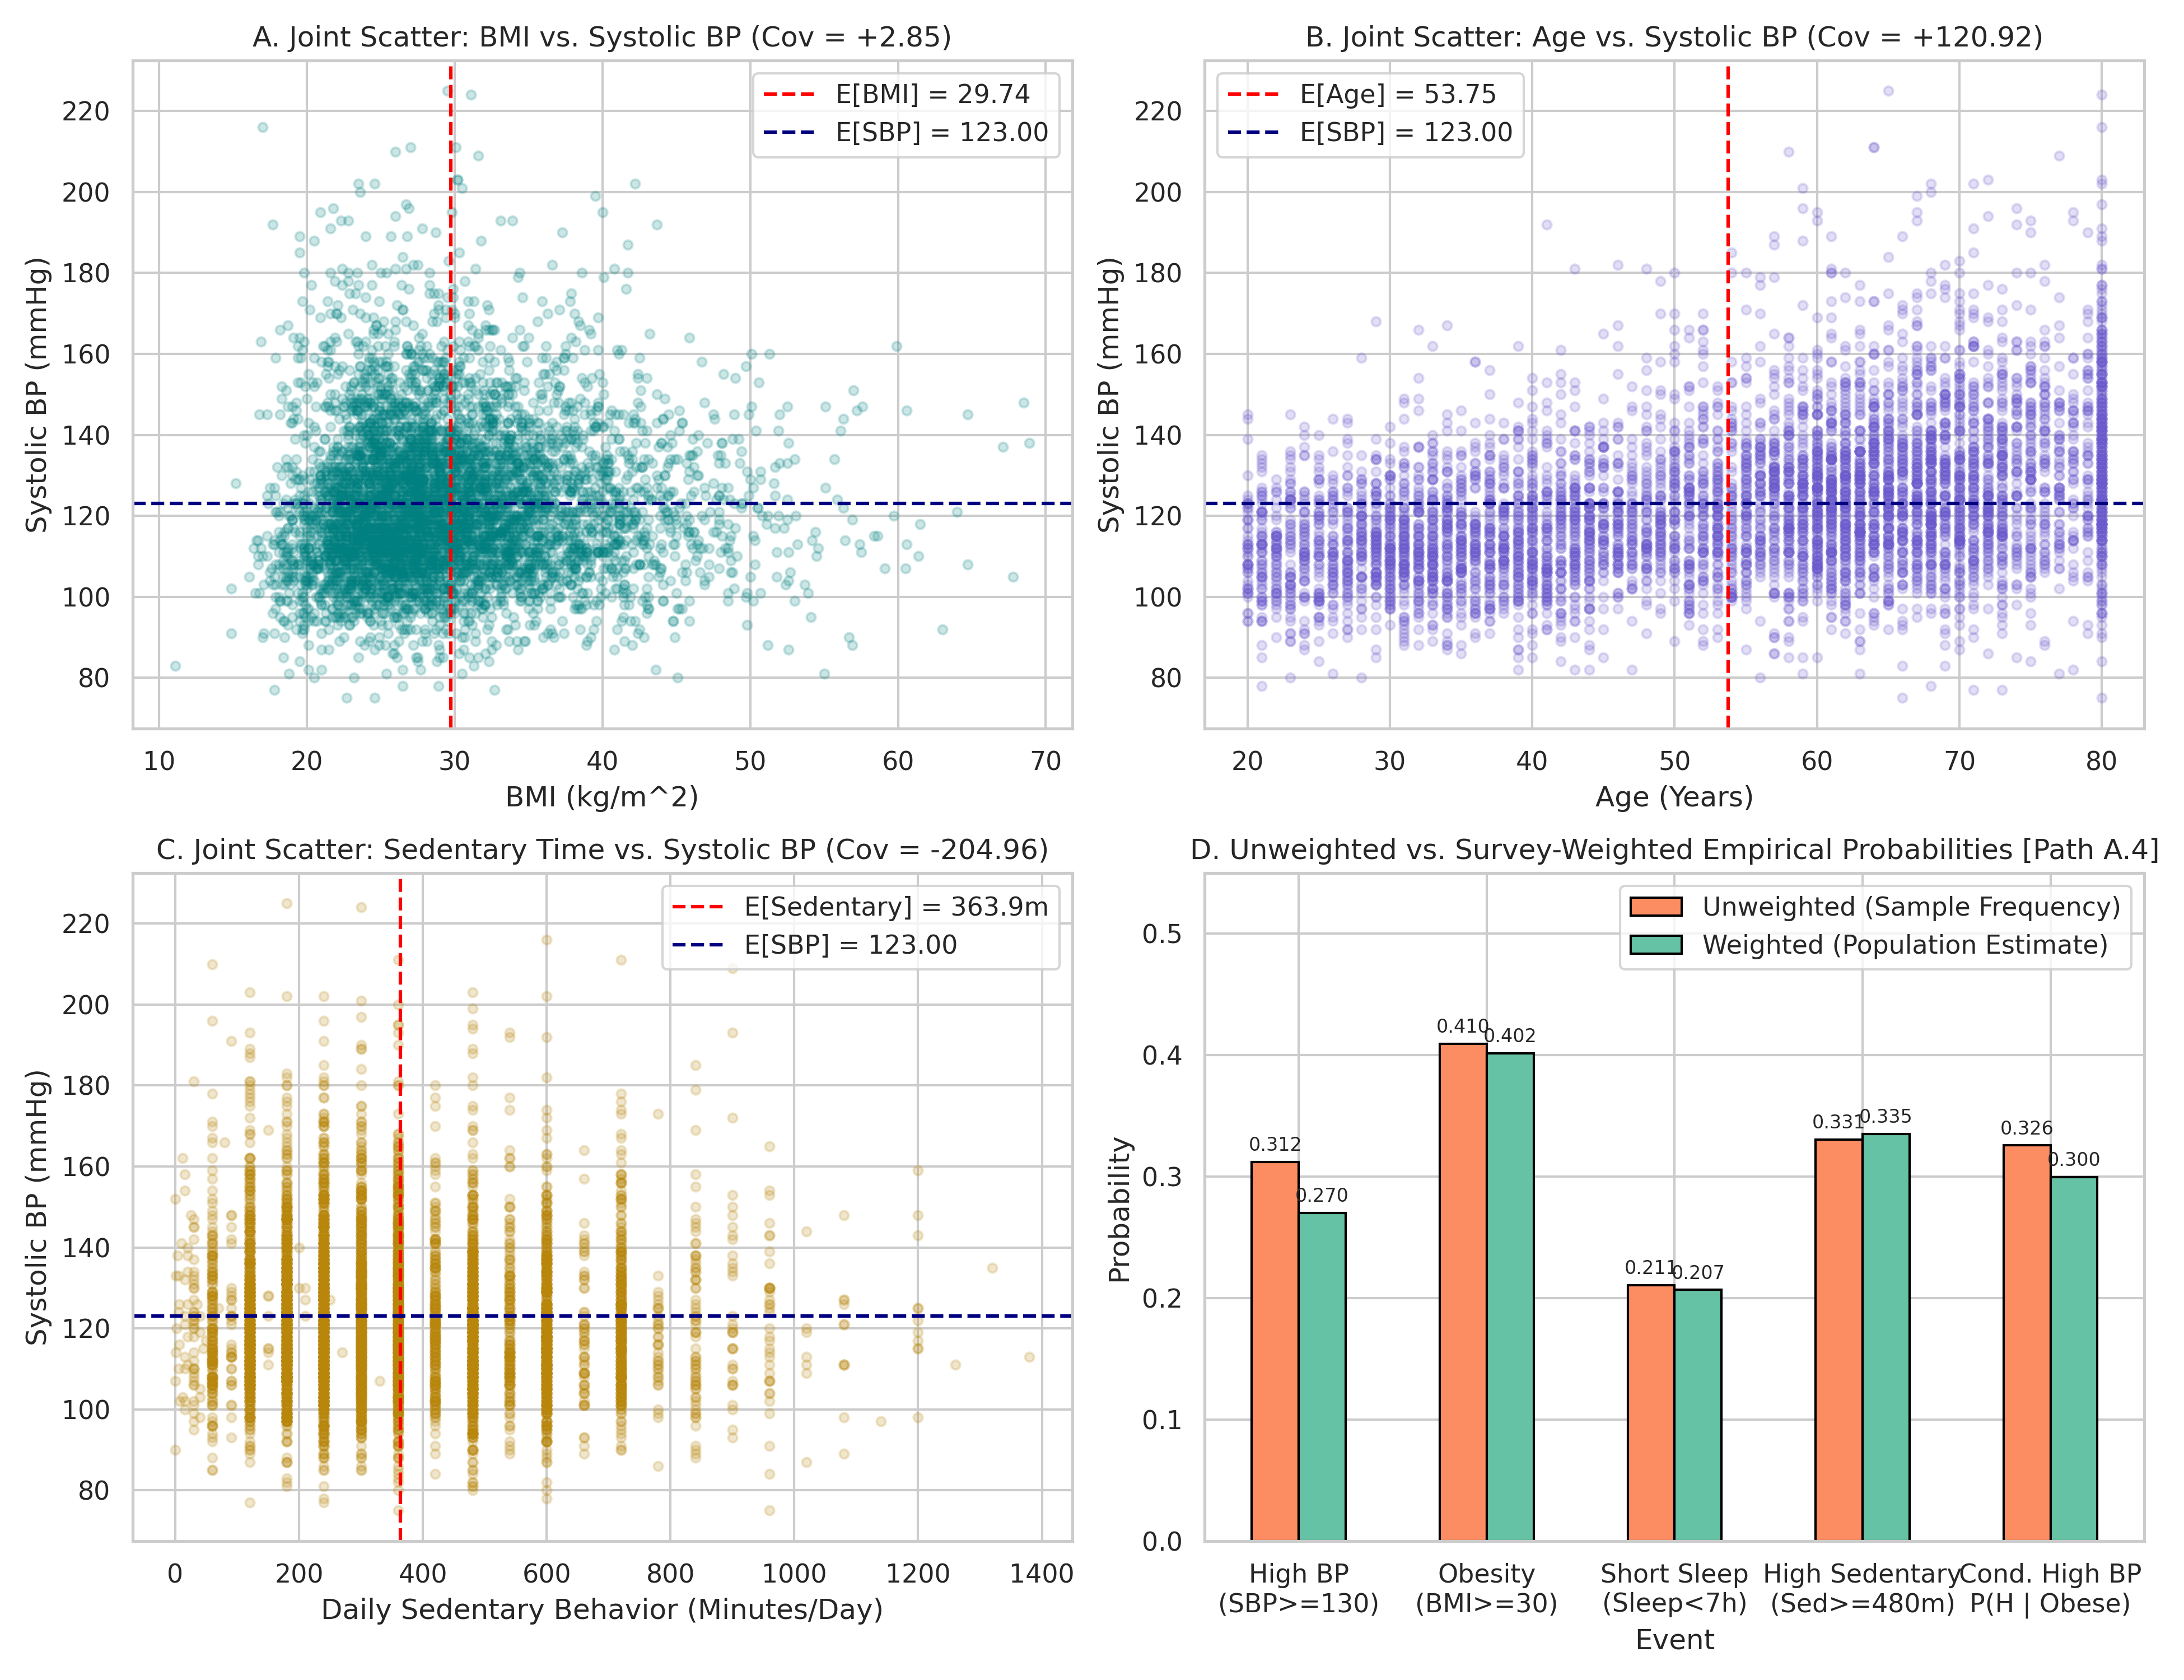 A. Joint Scatter: BMI vs. Systolic BP (Cov = +2.85)
E[BMI] = 29.74
E[SBP] = 123.00
Systolic BP (mmHg)
220
200
180
160
140
120
100
80
10 20 30 40 50 60 70
BMI (kg/m^2)
B. Joint Scatter: Age vs. Systolic BP (Cov = +120.92)
E[Age] = 53.75
E[SBP] = 123.00
Systolic BP (mmHg)
220
200
180
160
140
120
100
80
20 30 40 50 60 70 80
Age (Years)
C. Joint Scatter: Sedentary Time vs. Systolic BP (Cov = -204.96)
E[Sedentary] = 363.9m
E[SBP] = 123.00
Systolic BP (mmHg)
220
200
180
160
140
120
100
80
0 200 400 600 800 1000 1200 1400
Daily Sedentary Behavior (Minutes/Day)
D. Unweighted vs. Survey-Weighted Empirical Probabilities [Path A.4]
Unweighted (Sample Frequency)
Weighted (Population Estimate)
Probability
0.5
0.4
0.3
0.2
0.1
0.0
0.312 0.270
0.410 0.402
0.211 0.207
0.331 0.335
0.326 0.300
High BP
(SBP>=130)
Obesity
(BMI>=30)
Short Sleep
(Sleep<7h)
High Sedentary
(Sed>=480m)
Cond. High BP
P(H | Obese)
Event